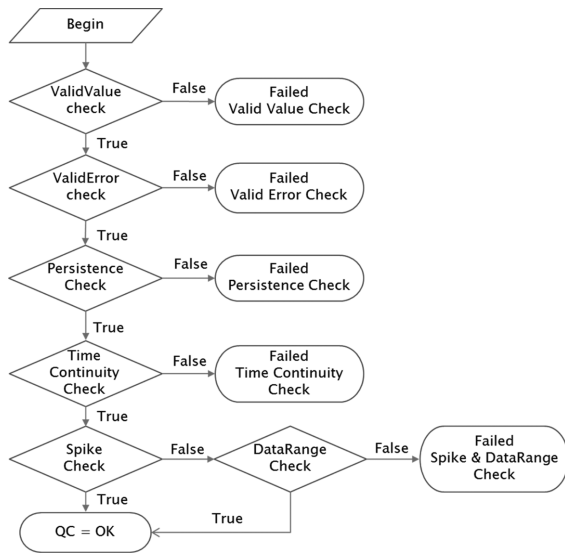 Begin
ValidValue
check
False
Failed
Valid Value Check
True
ValidError
check
False
Failed
Valid Error Check
True
Persistence
Check
False
Failed
Persistence Check
True
Time
Continuity
Check
False
Failed
Time Continuity
Check
True
Spike
Check
False
DataRange
Check
False
Failed
Spike & DataRange
Check
True
True
QC = OK